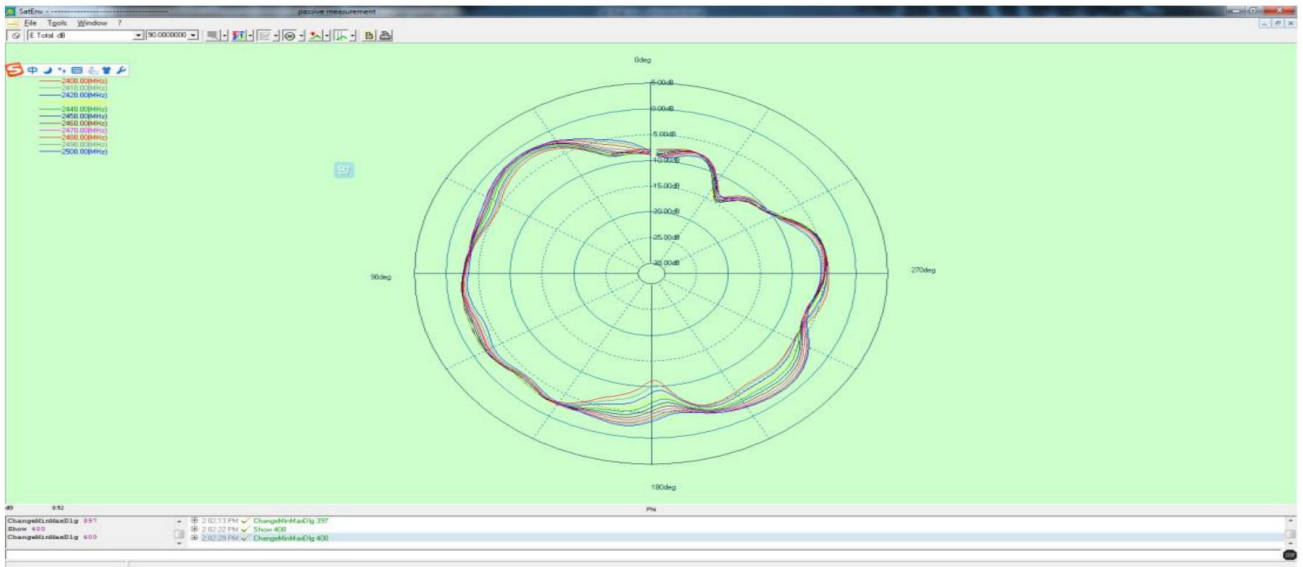 SatEnv - --------------------------------------
passive measurement
File Tools Window ?
E Total dB
90.0000000
中
2400.00(MHz)
2410.00(MHz)
2420.00(MHz)
2440.00(MHz)
2450.00(MHz)
2460.00(MHz)
2470.00(MHz)
2480.00(MHz)
2490.00(MHz)
2500.00(MHz)
0deg
5.00dB
0.00dB
-5.00dB
-10.00dB
-15.00dB
-20.00dB
-25.00dB
-30.00dB
90deg
270deg
180deg
Phi
ChangeMinMaxDlg 397
Show 400
ChangeMinMaxDlg 400
2:02:13 PM ChangeMinMaxDlg 397
2:02:22 PM Show 400
2:02:29 PM ChangeMinMaxDlg 400